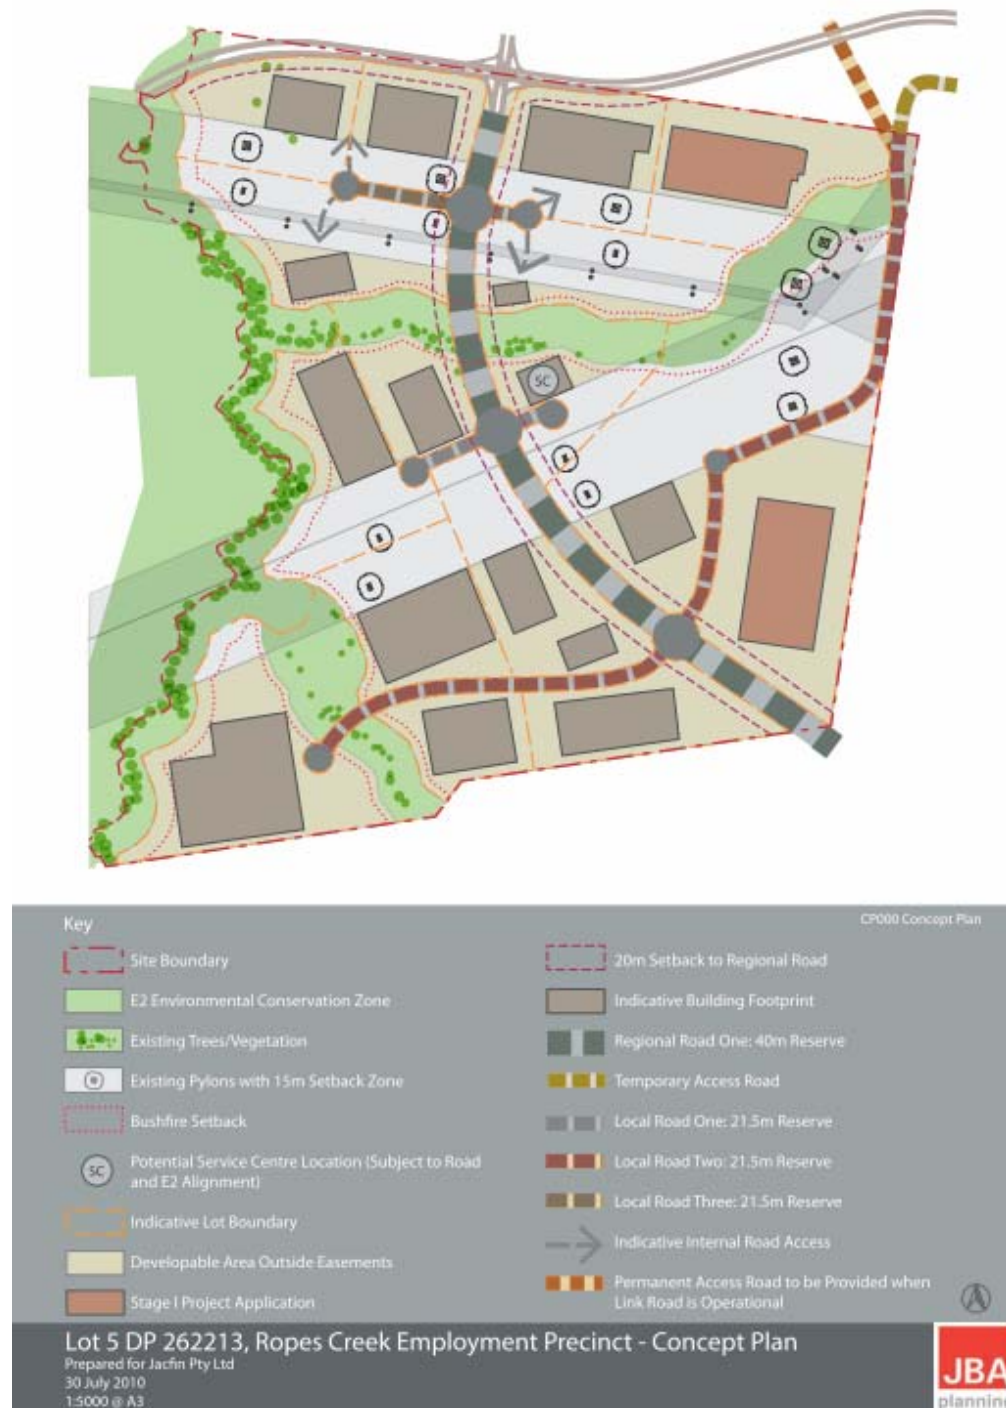 SC
Key
CP000 Concept Plan
Site Boundary
E2 Environmental Conservation Zone
Existing Trees/Vegetation
Existing Pylons with 15m Setback Zone
Bushfire Setback
SC
Potential Service Centre Location (Subject to Road
and E2 Alignment)
Indicative Lot Boundary
Developable Area Outside Easements
Stage I Project Application
20m Setback to Regional Road
Indicative Building Footprint
Regional Road One: 40m Reserve
Temporary Access Road
Local Road One: 21.5m Reserve
Local Road Two: 21.5m Reserve
Local Road Three: 21.5m Reserve
Indicative Internal Road Access
Permanent Access Road to be Provided when
Link Road is Operational
Lot 5 DP 262213, Ropes Creek Employment Precinct - Concept Plan
Prepared for Jacfin Pty Ltd
30 July 2010
1:5000 @ A3
JBA
planning